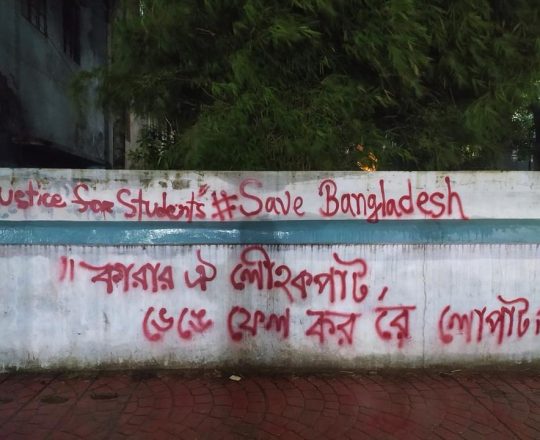 ustice for Students" #Save Bangladesh
"কারার ঐ লৌহকপাট,
ভেঙ্গে ফেল কর রে লোপাট